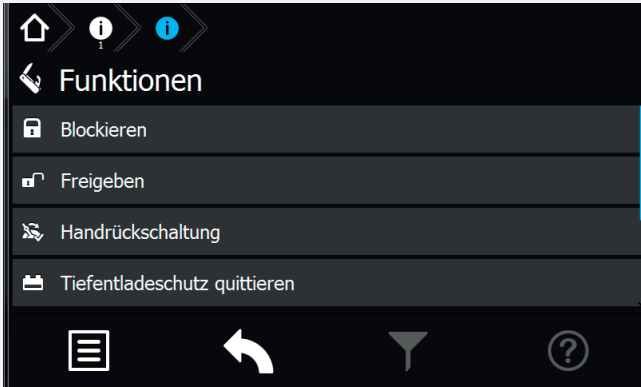 i
1
i
Funktionen
Blockieren
Freigeben
Handrückschaltung
Tiefentladeschutz quittieren
?